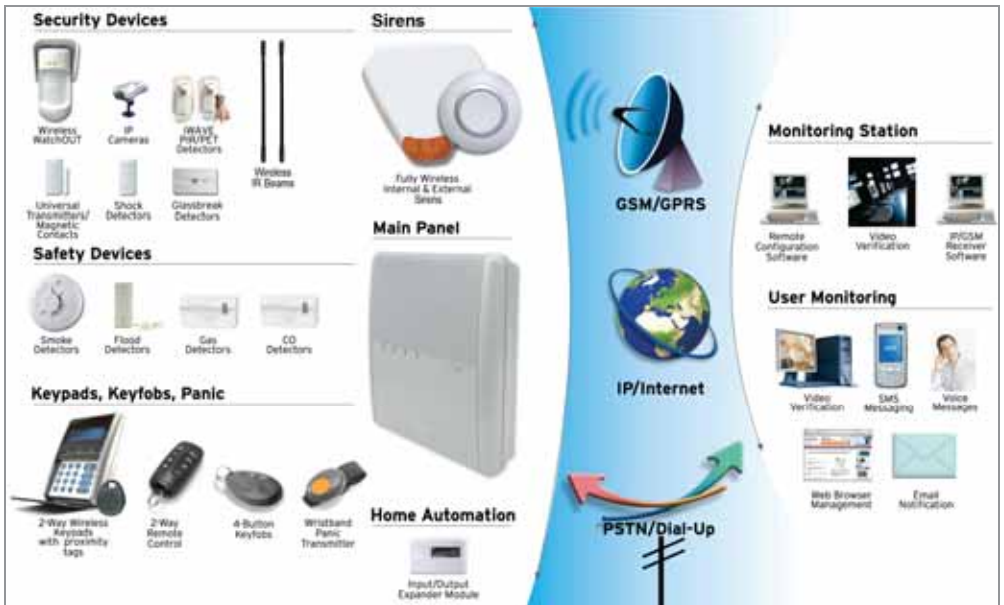 Security Devices
Wireless
WatchOUT
IP
Cameras
iWAVE
PIR/PET
Detectors
Wireless
IR Beams
Universal
Transmitters/
Magnetic
Contacts
Shock
Detectors
Glassbreak
Detectors
Safety Devices
Smoke
Detectors
Flood
Detectors
Gas
Detectors
CO
Detectors
Keypads, Keyfobs, Panic
2-Way Wireless
Keypads
with proximity
tags
2-Way
Remote
Control
4-Button
Keyfobs
Wristband
Panic
Transmitter
Sirens
Fully Wireless
Internal & External
Sirens
Main Panel
Home Automation
Input/Output
Expander Module
GSM/GPRS
IP/Internet
PSTN/Dial-Up
Monitoring Station
Remote
Configuration
Software
Video
Verification
IP/GSM
Receiver
Software
User Monitoring
Video
Verification
SMS
Messaging
Voice
Messages
Web Browser
Management
Email
Notification